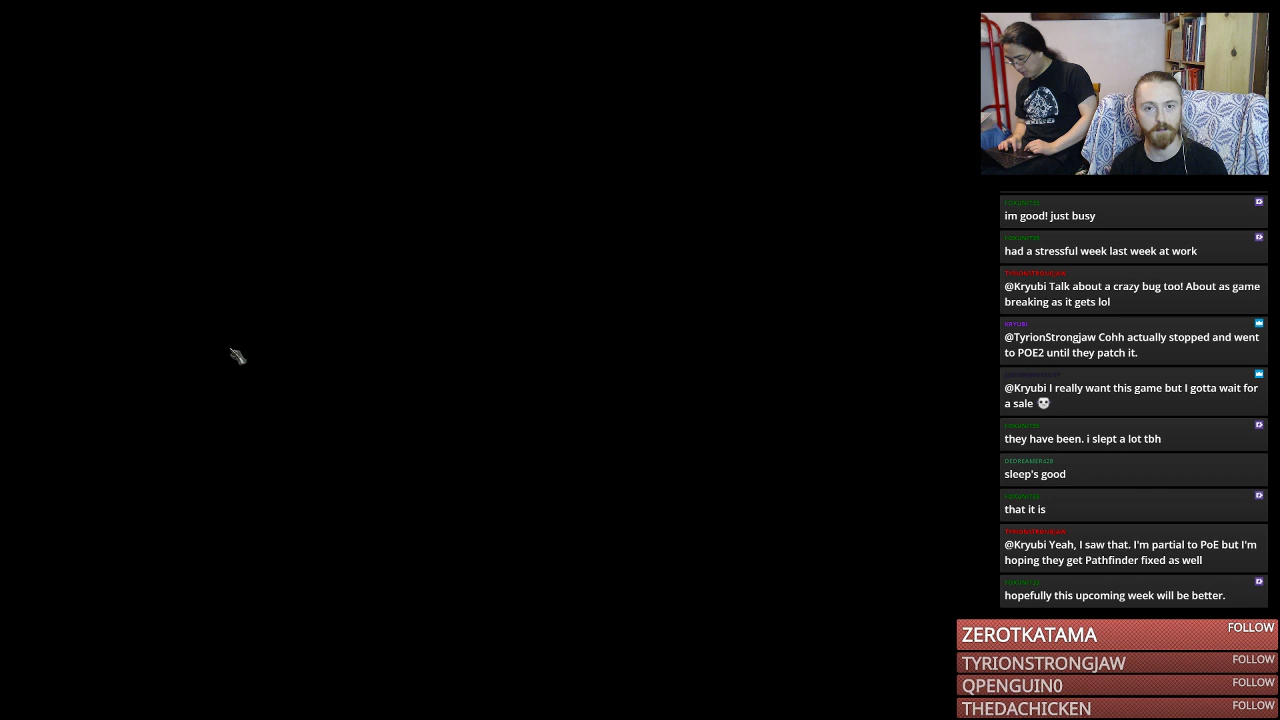 im good! just busy
had a stressful week last week at work
TYRIONSTRONGJAW
@Kryubi Talk about a crazy bug too! About as game
breaking as it gets lol
KRYUBI
@TyrionStrongjaw Cohh actually stopped and went
to POE2 until they patch it.
@Kryubi I really want this game but I gotta wait for
a sale
they have been. i slept a lot tbh
DEDREAMER428
sleep's good
that it is
TYRIONSTRONGJAW
@Kryubi Yeah, I saw that. I'm partial to PoE but I'm
hoping they get Pathfinder fixed as well
hopefully this upcoming week will be better.
ZEROTKATAMA FOLLOW
TYRIONSTRONGJAW FOLLOW
QPENGUIN0 FOLLOW
THEDACHICKEN FOLLOW